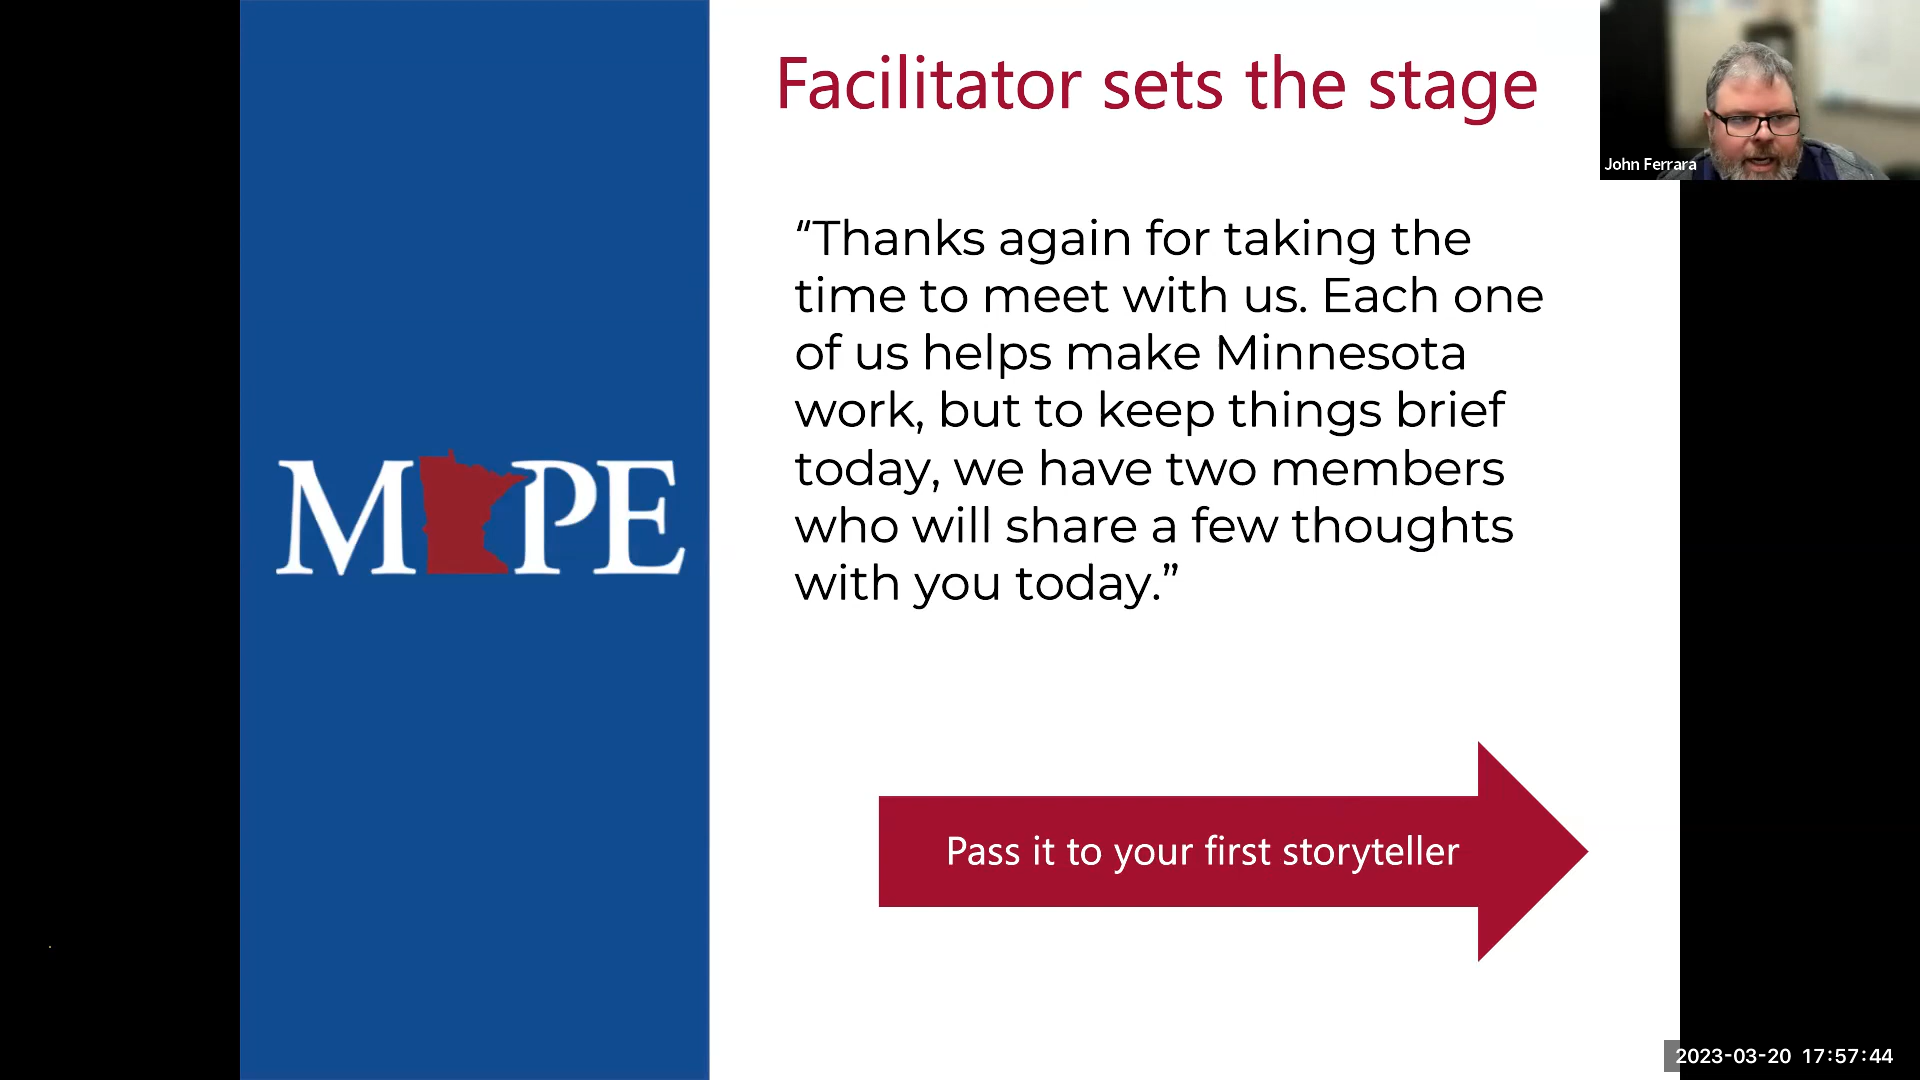 Facilitator sets the stage
John Ferrara
“Thanks again for taking the
time to meet with us. Each one
of us helps make Minnesota
work, but to keep things brief
today, we have two members
who will share a few thoughts
with you today.”
M PE
Pass it to your first storyteller
2023-03-20 17:57:44